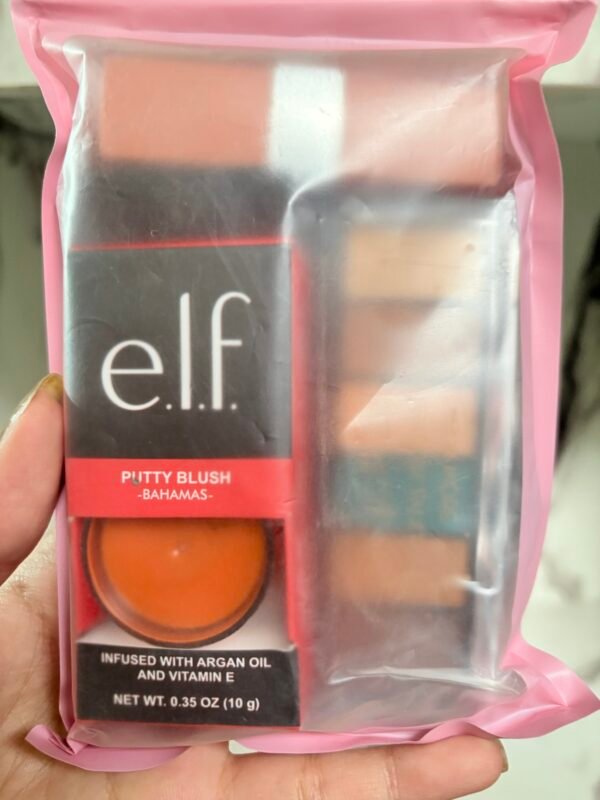 e.l.f.
PUTTY BLUSH
-BAHAMAS-
INFUSED WITH ARGAN OIL
AND VITAMIN E
NET WT. 0.35 OZ (10 g)